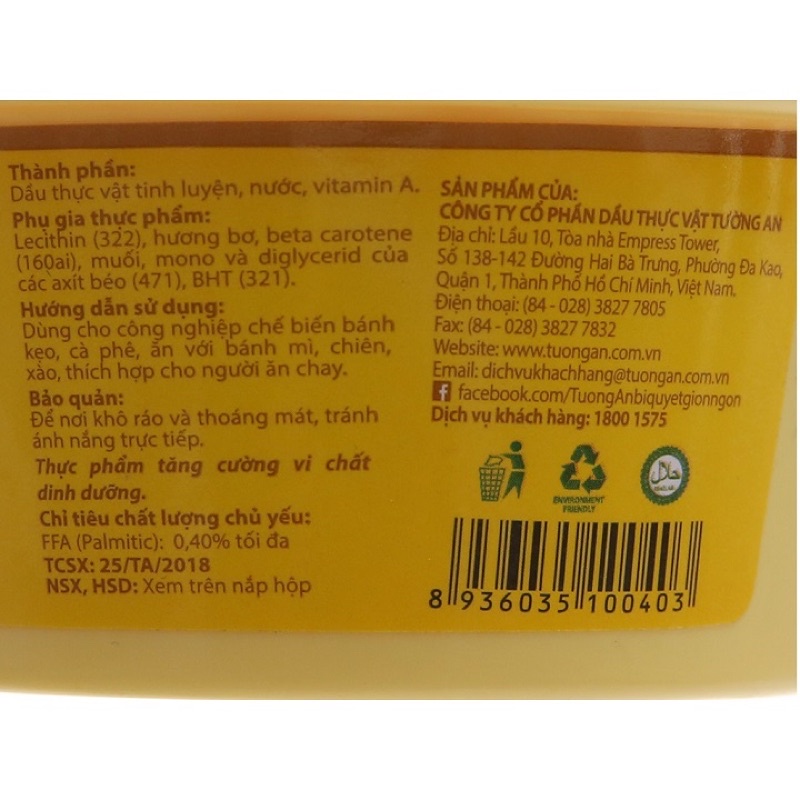 Thành phần:
Dầu thực vật tinh luyện, nước, vitamin A.
Phụ gia thực phẩm:
Lecithin (322), hương bơ, beta carotene
(160ai), muối, mono và diglycerid của
các axít béo (471), BHT (321).
Hướng dẫn sử dụng:
Dùng cho công nghiệp chế biến bánh
kẹo, cà phê, ăn với bánh mì, chiên,
xào, thích hợp cho người ăn chay.
Bảo quản:
Để nơi khô ráo và thoáng mát, tránh
ánh nắng trực tiếp.
Thực phẩm tăng cường vi chất
dinh dưỡng.
Chỉ tiêu chất lượng chủ yếu:
FFA (Palmitic): 0,40% tối đa
TCSX: 25/TA/2018
NSX, HSD: Xem trên nắp hộp
SẢN PHẨM CỦA:
CÔNG TY CỔ PHẦN DẦU THỰC VẬT TƯỜNG AN
Địa chỉ: Lầu 10, Tòa nhà Empress Tower,
Số 138-142 Đường Hai Bà Trưng, Phường Đa Kao,
Quận 1, Thành Phố Hồ Chí Minh, Việt Nam.
Điện thoại: (84 - 028) 3827 7805
Fax: (84 - 028) 3827 7832
Website: www.tuongan.com.vn
Email: dichvukhachhang@tuongan.com.vn
facebook.com/TuongAnbiquyetgionngon
Dịch vụ khách hàng: 1800 1575
ENVIRONMENT
FRIENDLY
حلال
8 936035 100403